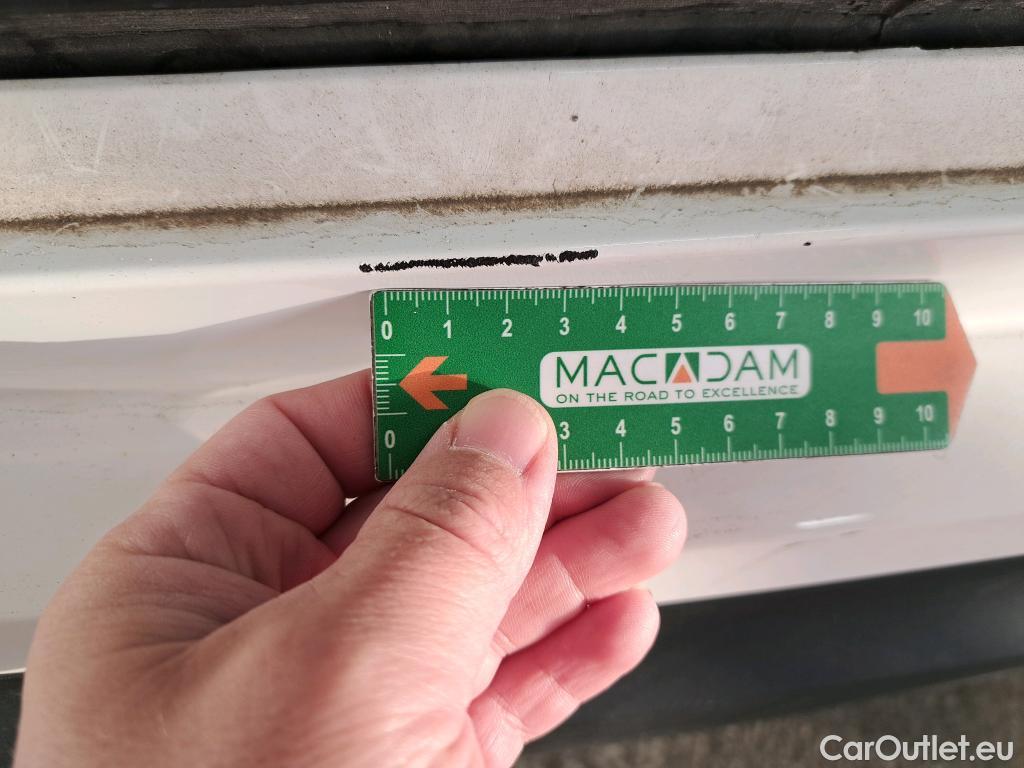 0 1 2 3 4 5 6 7 8 9 10
MACADAM
ON THE ROAD TO EXCELLENCE
0 3 4 5 6 7 8 9 10
CarOutlet.eu